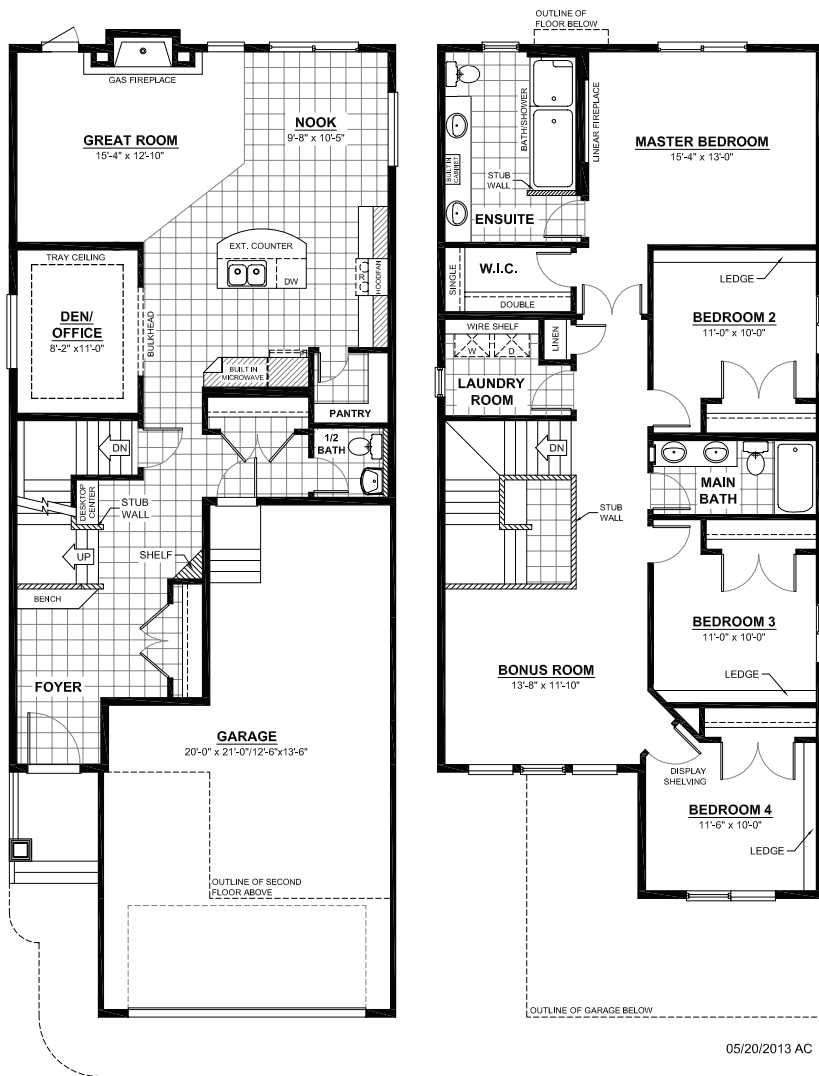 GAS FIREPLACE
GREAT ROOM
15'-4" x 12'-10"
NOOK
9'-8" x 10'-5"
EXT. COUNTER
DW
R
HOODFAN
TRAY CEILING
DEN/
OFFICE
8'-2" x11'-0"
BULKHEAD
BUILT IN
MICROWAVE
PANTRY
1/2
BATH
DN
DESKTOP
CENTER
STUB
WALL
UP
SHELF
BENCH
FOYER
GARAGE
20'-0" x 21'-0"/12'-6"x13'-6"
OUTLINE OF SECOND
FLOOR ABOVE
OUTLINE OF
FLOOR BELOW
BATH/SHOWER
LINEAR FIREPLACE
MASTER BEDROOM
15'-4" x 13'-0"
BUILT IN
CABINET
STUB
WALL
ENSUITE
SINGLE
W.I.C.
DOUBLE
LEDGE
BEDROOM 2
11'-0" x 10'-0"
WIRE SHELF
W
D
LINEN
LAUNDRY
ROOM
DN
MAIN
BATH
STUB
WALL
BEDROOM 3
11'-0" x 10'-0"
LEDGE
BONUS ROOM
13'-8" x 11'-10"
DISPLAY
SHELVING
BEDROOM 4
11'-6" x 10'-0"
LEDGE
OUTLINE OF GARAGE BELOW
05/20/2013 AC